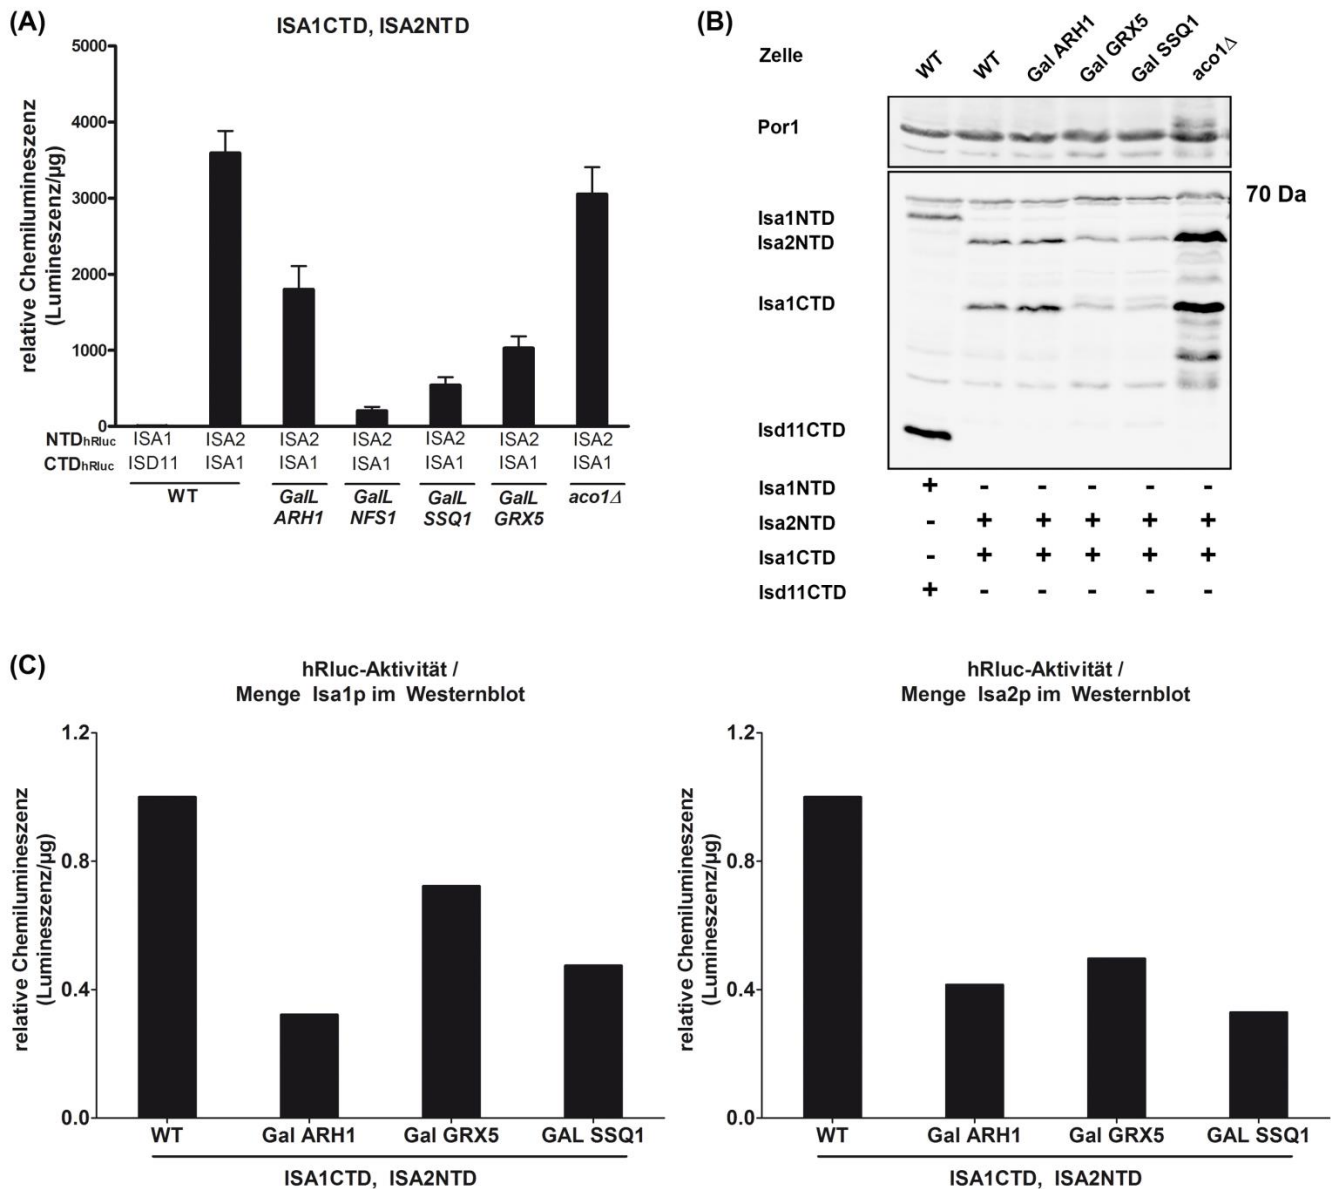 (A)
ISA1CTD, ISA2NTD
relative Chemilumineszenz
(Lumineszenz/µg)
5000
4000
3000
2000
1000
0
NTDhRluc ISA1 ISA2 ISA2 ISA2 ISA2 ISA2 ISA2
CTDhRluc ISD11 ISA1 ISA1 ISA1 ISA1 ISA1 ISA1
WT GalL GalL GalL GalL aco1Δ
ARH1 NFS1 SSQ1 GRX5
(B)
Zelle WT WT Gal ARH1 Gal GRX5 Gal SSQ1 aco1Δ
Por1
70 Da
Isa1NTD
Isa2NTD
Isa1CTD
Isd11CTD
Isa1NTD + - - - - -
Isa2NTD - + + + + +
Isa1CTD - + + + + +
Isd11CTD + - - - - -
(C)
hRluc-Aktivität /
Menge Isa1p im Westernblot
relative Chemilumineszenz
(Lumineszenz/µg)
1.2
0.8
0.4
0.0
WT Gal ARH1 Gal GRX5 GAL SSQ1
ISA1CTD, ISA2NTD
hRluc-Aktivität /
Menge Isa2p im Westernblot
relative Chemilumineszenz
(Lumineszenz/µg)
1.2
0.8
0.4
0.0
WT Gal ARH1 Gal GRX5 GAL SSQ1
ISA1CTD, ISA2NTD